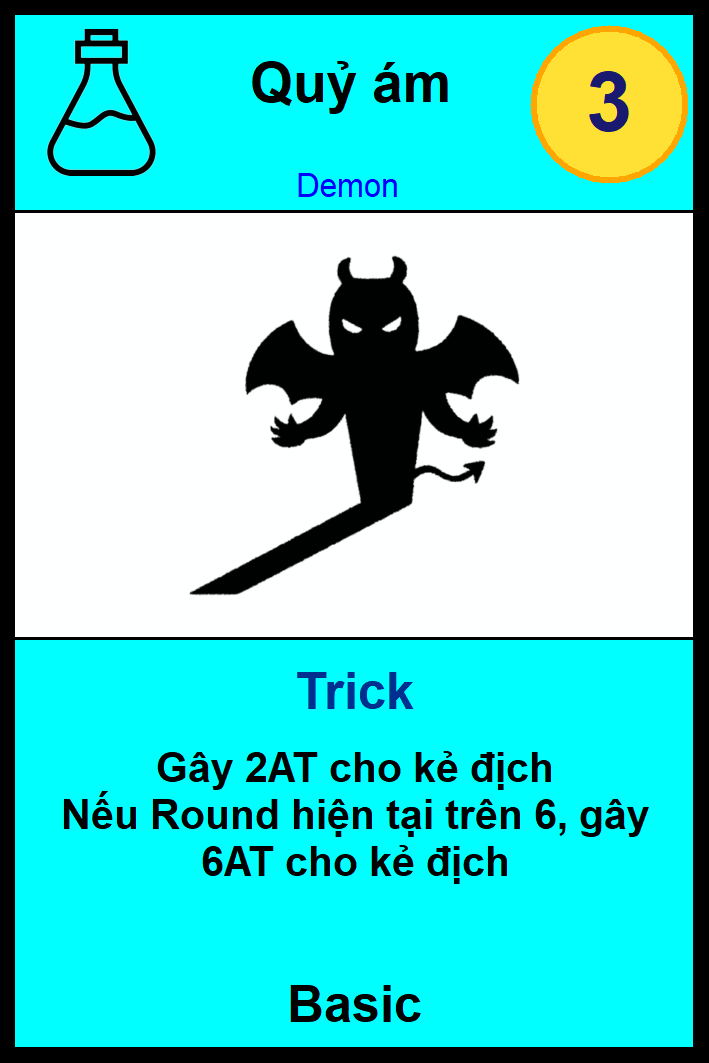 Quỷ ám
3
Demon
Trick
Gây 2AT cho kẻ địch
Nếu Round hiện tại trên 6, gây
6AT cho kẻ địch
Basic